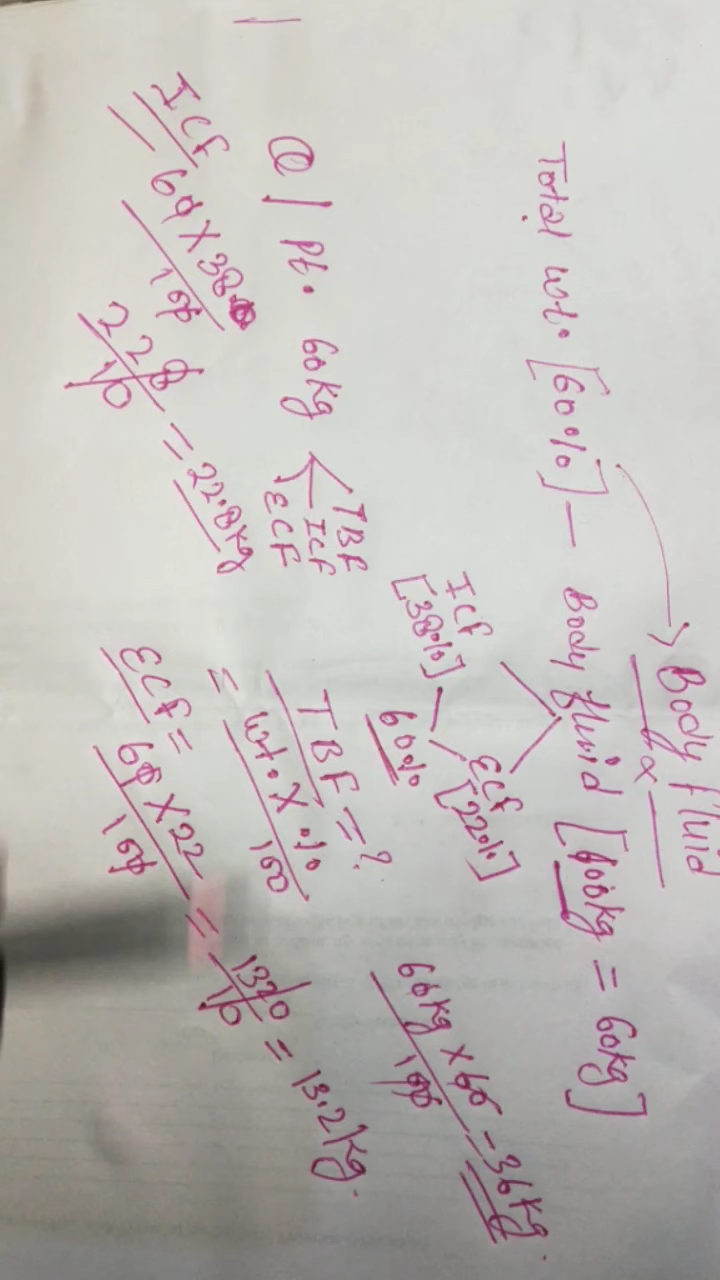 Body fluid
α
Total wt. [60%] — Body fluid [100kg = 60kg]
ICF ECF
[38%] [22%]
60%
60kg × 60 = 36kg
100
Q/ Pt. 60kg < TBF
ICF
ECF
TBF = ?
= wt. × %
100
ICF
60 × 38
100
228
10
= 22.8kg
ECF = 60 × 22
100
= 132
10
= 13.2kg.